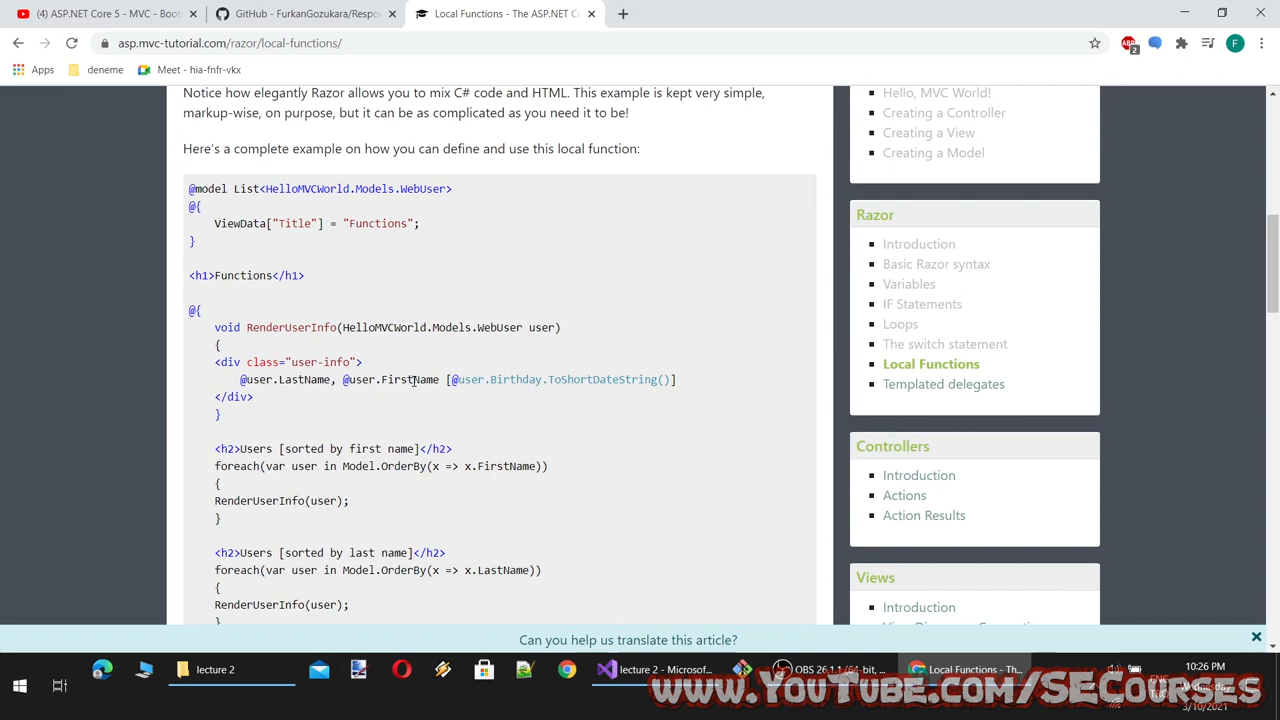 (4) ASP.NET Core 5 - MVC - Boot
GitHub - FurkanGozukara/Respo
Local Functions - The ASP.NET C
asp.mvc-tutorial.com/razor/local-functions/
2
F
Apps
deneme
Meet - hia-fnfr-vkx
Notice how elegantly Razor allows you to mix C# code and HTML. This example is kept very simple,
markup-wise, on purpose, but it can be as complicated as you need it to be!
Here's a complete example on how you can define and use this local function:
@model List<HelloMVCWorld.Models.WebUser>
@{
ViewData["Title"] = "Functions";
}
<h1>Functions</h1>
@{
void RenderUserInfo(HelloMVCWorld.Models.WebUser user)
{
<div class="user-info">
@user.LastName, @user.FirstName [@user.Birthday.ToShortDateString()]
</div>
}
<h2>Users [sorted by first name]</h2>
foreach(var user in Model.OrderBy(x => x.FirstName))
{
RenderUserInfo(user);
}
<h2>Users [sorted by last name]</h2>
foreach(var user in Model.OrderBy(x => x.LastName))
{
RenderUserInfo(user);
}
Hello, MVC World!
Creating a Controller
Creating a View
Creating a Model
Razor
Introduction
Basic Razor syntax
Variables
IF Statements
Loops
The switch statement
Local Functions
Templated delegates
Controllers
Introduction
Actions
Action Results
Views
Introduction
Can you help us translate this article?
lecture 2
lecture 2 - Microsof...
OBS 26.1.1 (64-bit, ...
Local Functions - Th...
ENG
10:26 PM
Wednesday
3/10/2021
www.YouTube.com/SECourses